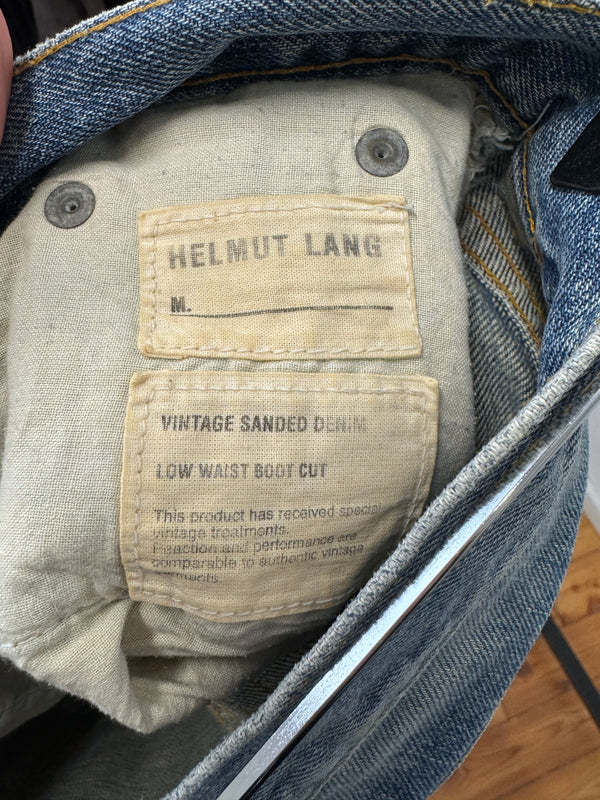 HELMUT LANG
M.
VINTAGE SANDED DENIM
LOW WAIST BOOT CUT
This product has received special
vintage treatments.
Reaction and performance are
comparable to authentic vintage
garments.